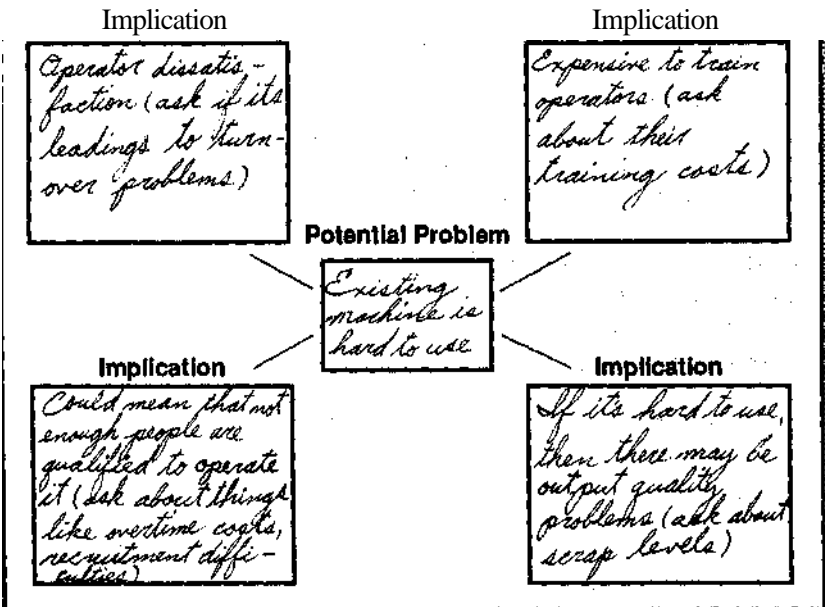 Implication
Operator dissatis-
faction (ask if its
leadings to turn-
over problems)
Implication
Expensive to train
operators (ask
about their
training costs)
Potential Problem
Existing
machine is
hard to use
Implication
Could mean that not
enough people are
qualified to operate
it (ask about things
like overtime costs,
recruitment diffi-
culties)
Implication
If it's hard to use,
then there may be
output quality
problems (ask about
scrap levels)